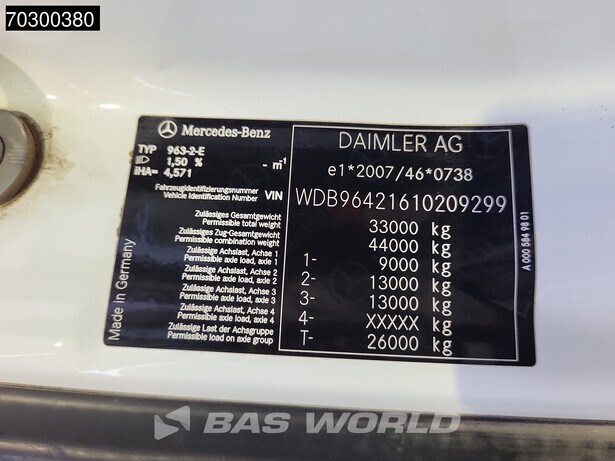 70300380
Mercedes-Benz
TYP 963-2-E
1,50 % - m-1
iHA= 4,571
Fahrzeugidentifizierungsnummer
Vehicle Identification Number VIN
Zulässiges Gesamtgewicht
Permissible total weight
Zulässiges Zug-Gesamtgewicht
Permissible combination weight
Zulässige Achslast, Achse 1
Permissible axle load, axle 1
Zulässige Achslast, Achse 2
Permissible axle load, axle 2
Zulässige Achslast, Achse 3
Permissible axle load, axle 3
Zulässige Achslast, Achse 4
Permissible axle load, axle 4
Zulässige Last der Achsgruppe
Permissible load on axle group
Made in Germany
DAIMLER AG
e1*2007/46*0738
WDB96421610209299
33000 kg
44000 kg
1- 9000 kg
2- 13000 kg
3- 13000 kg
4- XXXXX kg
T- 26000 kg
A 000 584 98 01
BAS WORLD